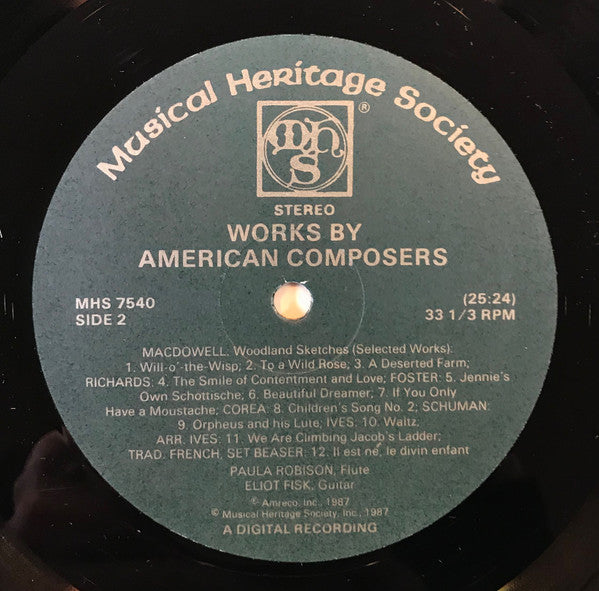 Musical Heritage Society
mhs
®
STEREO
WORKS BY
AMERICAN COMPOSERS
MHS 7540
SIDE 2
(25:24)
33 1/3 RPM
MACDOWELL: Woodland Sketches (Selected Works):
1. Will-o'-the-Wisp; 2. To a Wild Rose; 3. A Deserted Farm;
RICHARDS: 4. The Smile of Contentment and Love; FOSTER: 5. Jennie's
Own Schottische; 6. Beautiful Dreamer; 7. If You Only
Have a Moustache; COREA: 8. Children's Song No. 2; SCHUMAN:
9. Orpheus and his Lute; IVES: 10. Waltz;
ARR. IVES: 11. We Are Climbing Jacob's Ladder;
TRAD. FRENCH, SET BEASER: 12. Il est né, le divin enfant
PAULA ROBISON, Flute
ELIOT FISK, Guitar
℗ Amreco, Inc., 1987
© Musical Heritage Society, Inc., 1987
A DIGITAL RECORDING